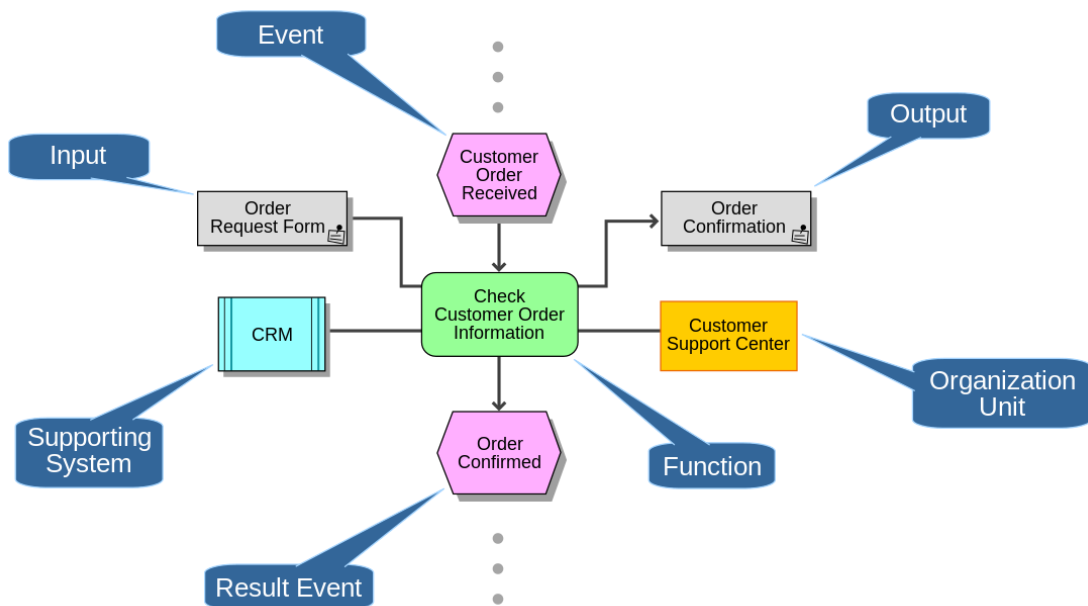 Event
Output
Input
Customer
Order
Received
Order
Request Form
Order
Confirmation
Check
Customer Order
Information
CRM
Customer
Support Center
Organization
Unit
Supporting
System
Order
Confirmed
Function
Result Event